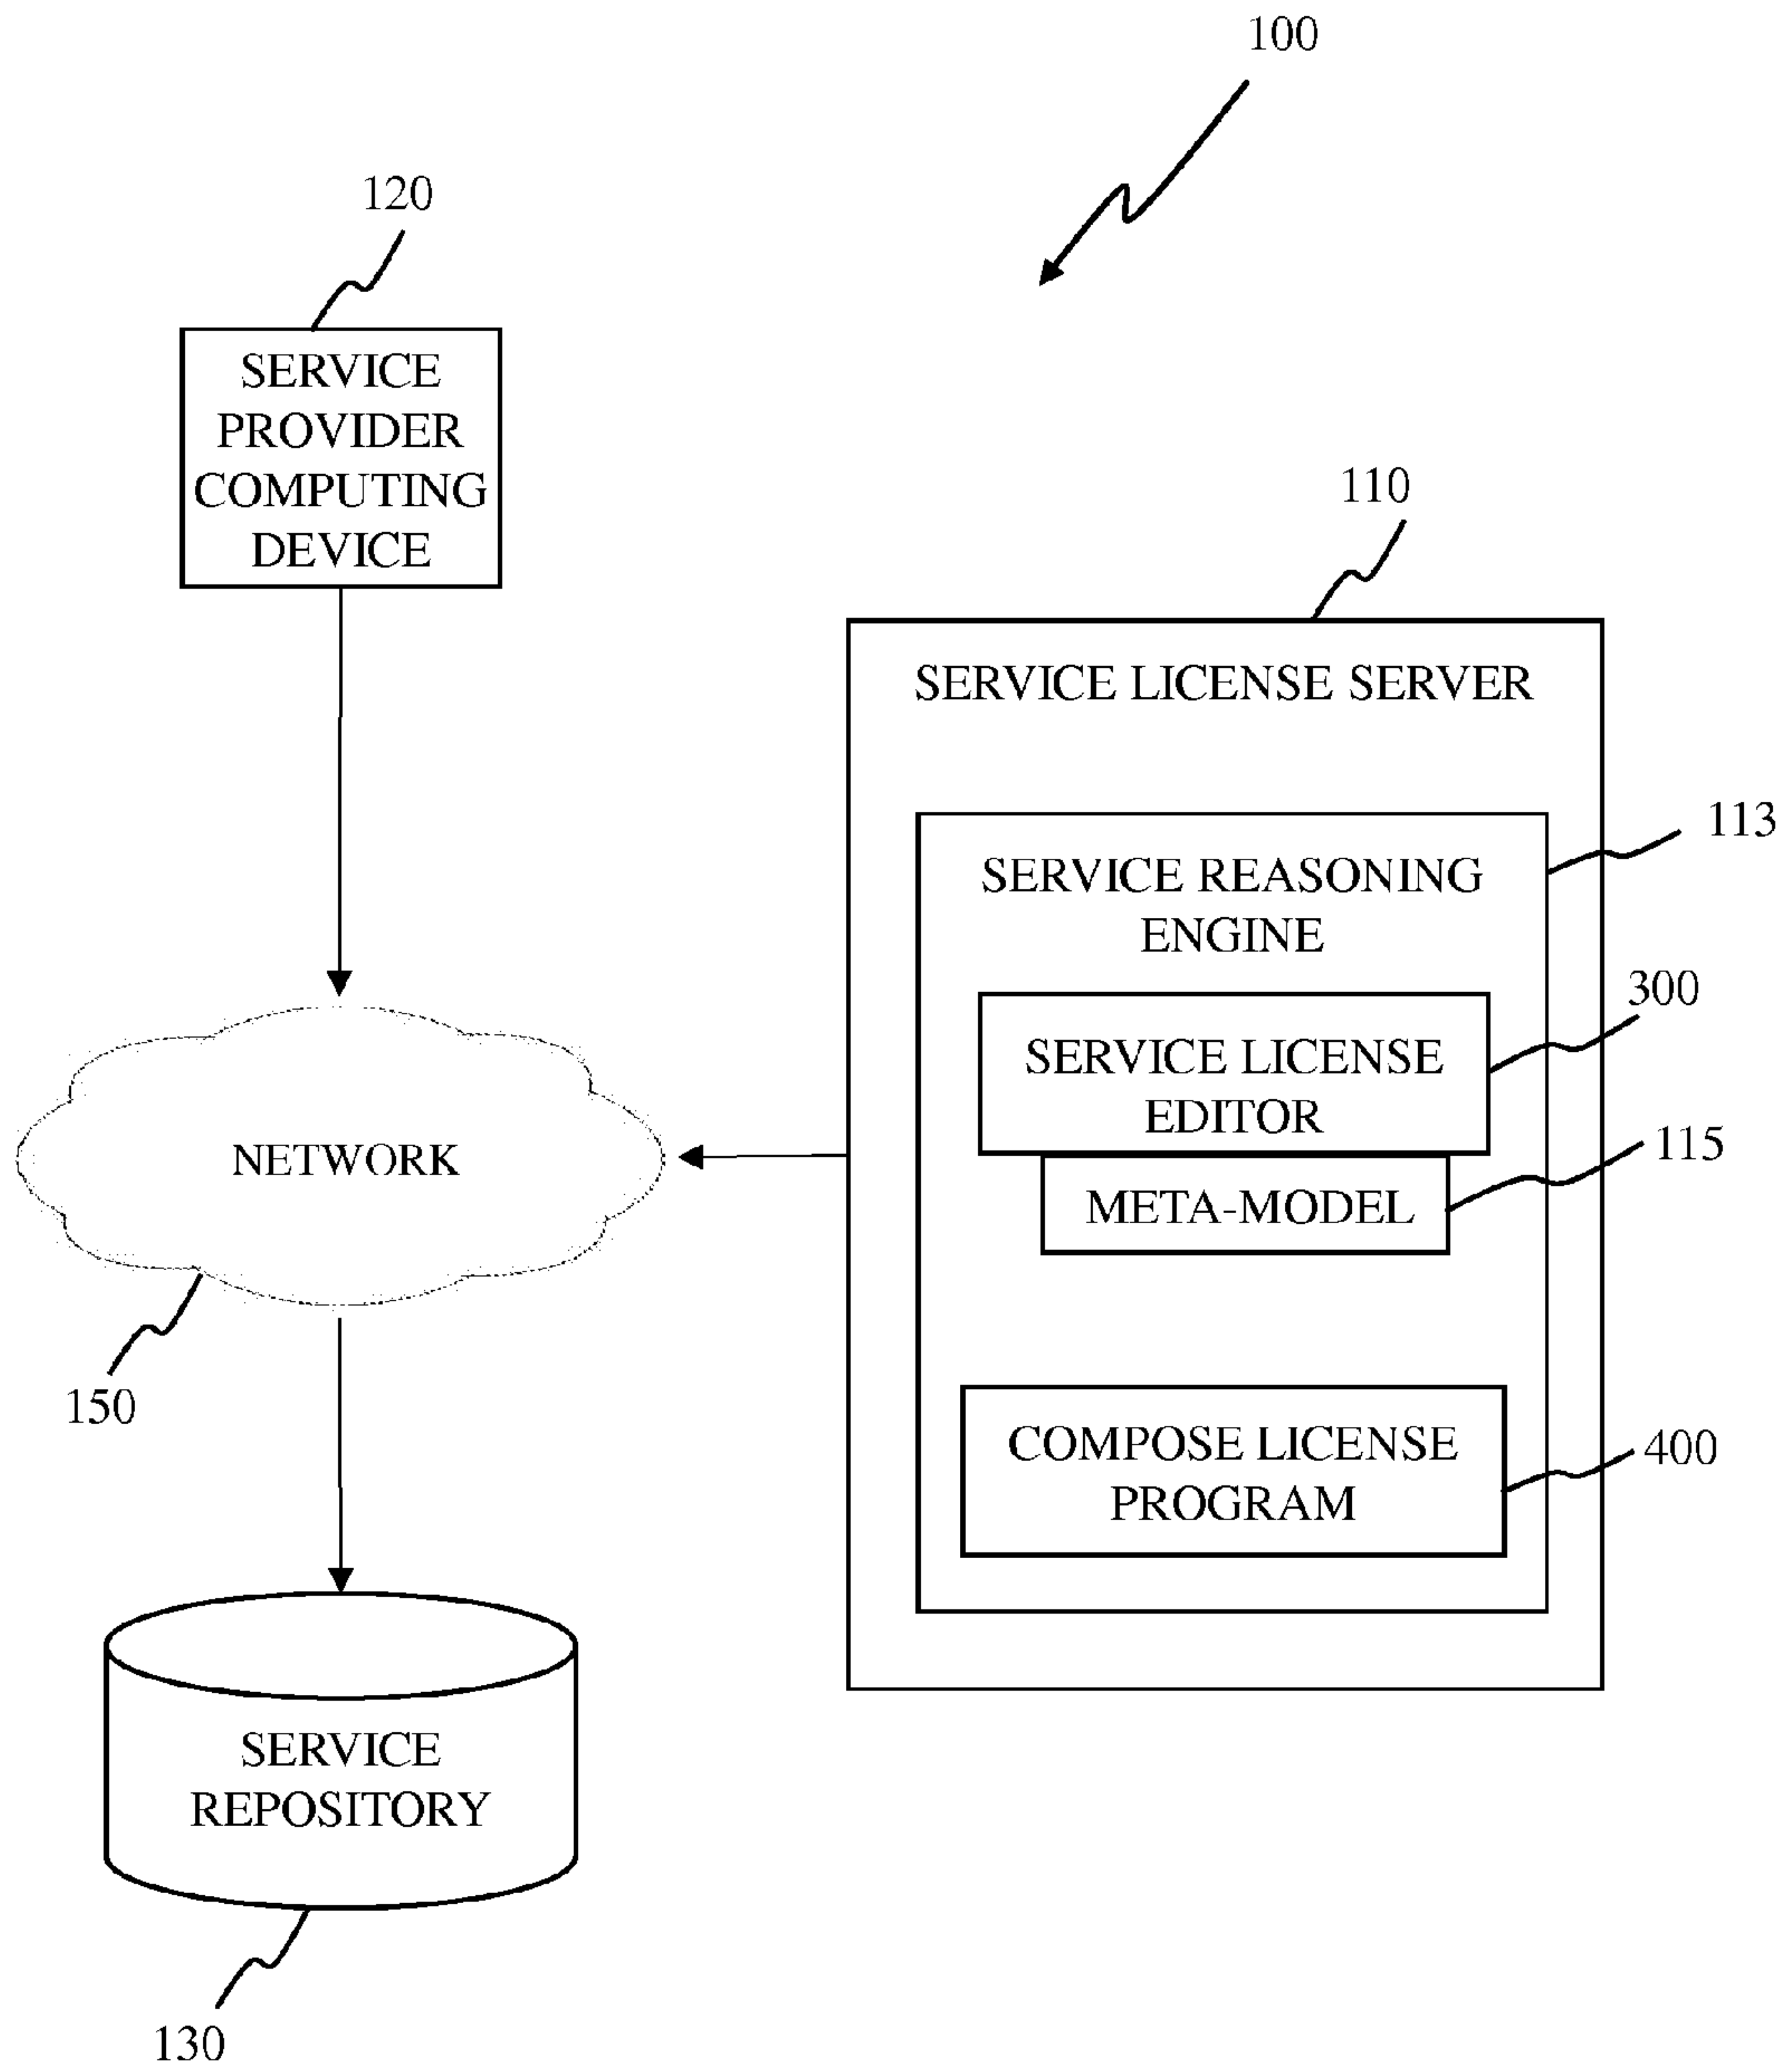 100
120
SERVICE
PROVIDER
COMPUTING
DEVICE
110
SERVICE LICENSE SERVER
113
SERVICE REASONING
ENGINE
300
SERVICE LICENSE
EDITOR
115
META-MODEL
NETWORK
150
400
COMPOSE LICENSE
PROGRAM
SERVICE
REPOSITORY
130